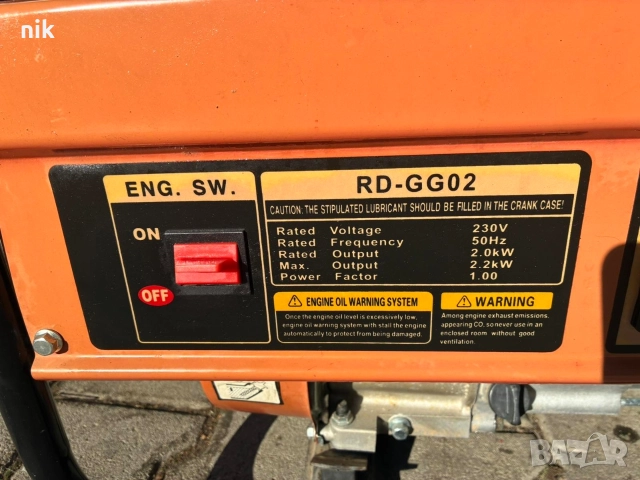 nik
ENG. SW.
ON
OFF
RD-GG02
CAUTION: THE STIPULATED LUBRICANT SHOULD BE FILLED IN THE CRANK CASE!
Rated Voltage 230V
Rated Frequency 50Hz
Rated Output 2.0kW
Max. Output 2.2kW
Power Factor 1.00
ENGINE OIL WARNING SYSTEM
Once the engine oil level is excessively low,
engine oil warning system with stall the engine
automatically to protect from being damaged.
WARNING
Among engine exhaust emissions,
appearing CO, so never use in an
enclosed room without good
ventilation.
BAZAR